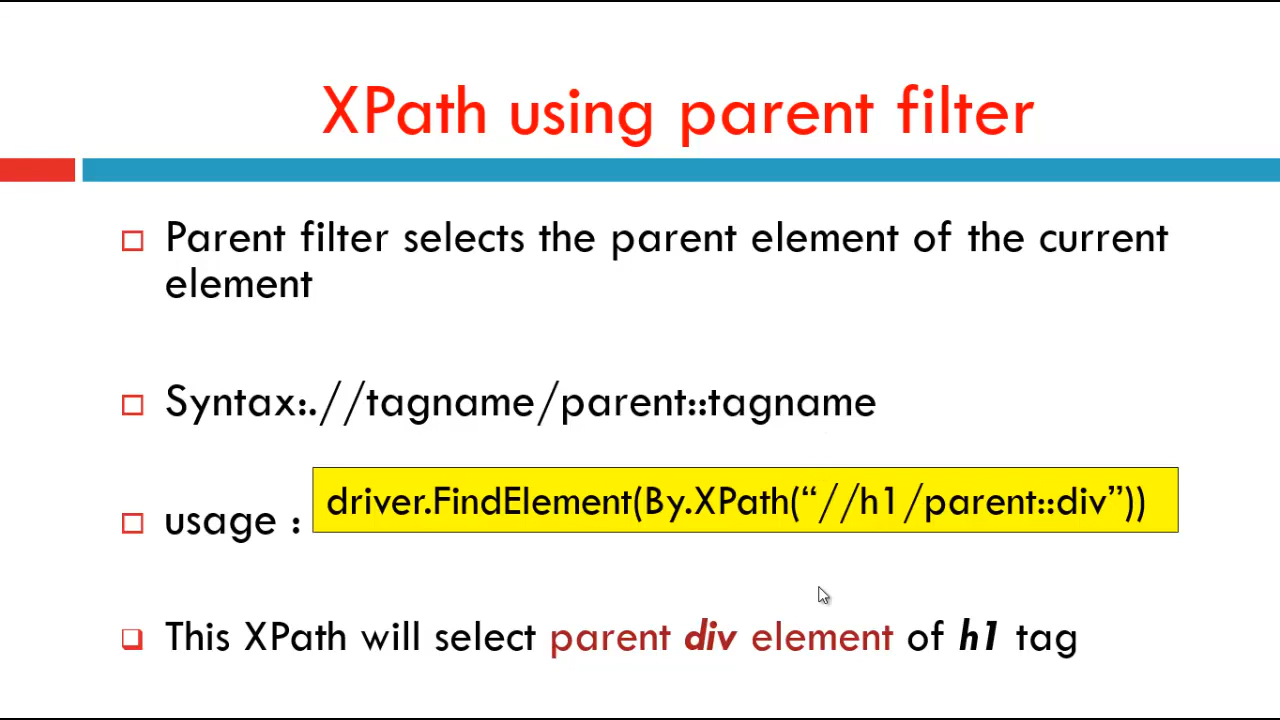 XPath using parent filter
Parent filter selects the parent element of the current
element
Syntax:.//tagname/parent::tagname
usage :
driver.FindElement(By.XPath(“//h1/parent::div”))
This XPath will select parent div element of h1 tag